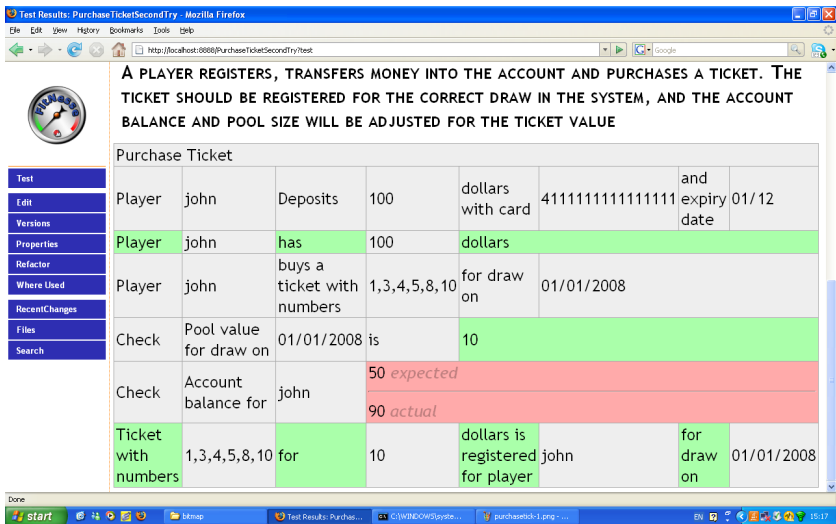 Test Results: PurchaseTicketSecondTry - Mozilla Firefox
File Edit View History Bookmarks Tools Help
http://localhost:8888/PurchaseTicketSecondTry?test
Google
FitNesse
Test
Edit
Versions
Properties
Refactor
Where Used
RecentChanges
Files
Search
A PLAYER REGISTERS, TRANSFERS MONEY INTO THE ACCOUNT AND PURCHASES A TICKET. THE
TICKET SHOULD BE REGISTERED FOR THE CORRECT DRAW IN THE SYSTEM, AND THE ACCOUNT
BALANCE AND POOL SIZE WILL BE ADJUSTED FOR THE TICKET VALUE
Purchase Ticket
Player john Deposits 100 dollars with card 4111111111111111 and expiry date 01/12
Player john has 100 dollars
Player john buys a ticket with numbers 1,3,4,5,8,10 for draw on 01/01/2008
Check Pool value for draw on 01/01/2008 is 10
Check Account balance for john 50 expected
90 actual
Ticket with numbers 1,3,4,5,8,10 for 10 dollars is registered for player john for draw on 01/01/2008
Done
start bitmap Test Results: Purchas... C:\WINDOWS\syste... purchasetick-1.png - ... EN 15:17